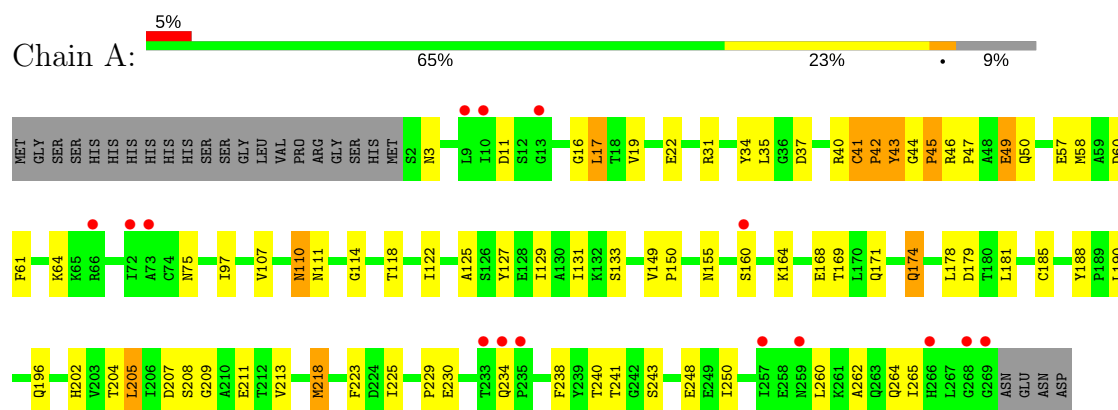 5%
Chain A:
65% 23% • 9%
MET GLY SER SER HIS HIS HIS HIS HIS HIS SER SER GLY LEU VAL PRO ARG GLY SER HIS MET S2 N3 L9 I10 D11 S12 G13 G16 L17 T18 V19 E22 R31 Y34 L35 G36 D37 R40 C41 P42 Y43 G44 P45 R46 P47 A48 E49 Q50 E57 M58 A59 D60
F61 K64 K65 R66 I72 A73 C74 N75 I97 V107 N110 N111 G114 T118 I122 A125 S126 Y127 E128 I129 A130 I131 K132 S133 V149 P150 N155 S160 K164 E168 T169 L170 Q171 Q174 L178 D179 T180 L181 C185 Y188 P189 L190
Q196 H202 V203 T204 L205 I206 D207 S208 G209 A210 E211 T212 V213 M218 F223 D224 I225 P229 E230 T233 Q234 P235 F238 Y239 T240 T241 G242 S243 E248 E249 I250 I257 E258 N259 L260 K261 A262 Q263 Q264 I265 H266 L267 G268 G269 ASN GLU ASN ASP